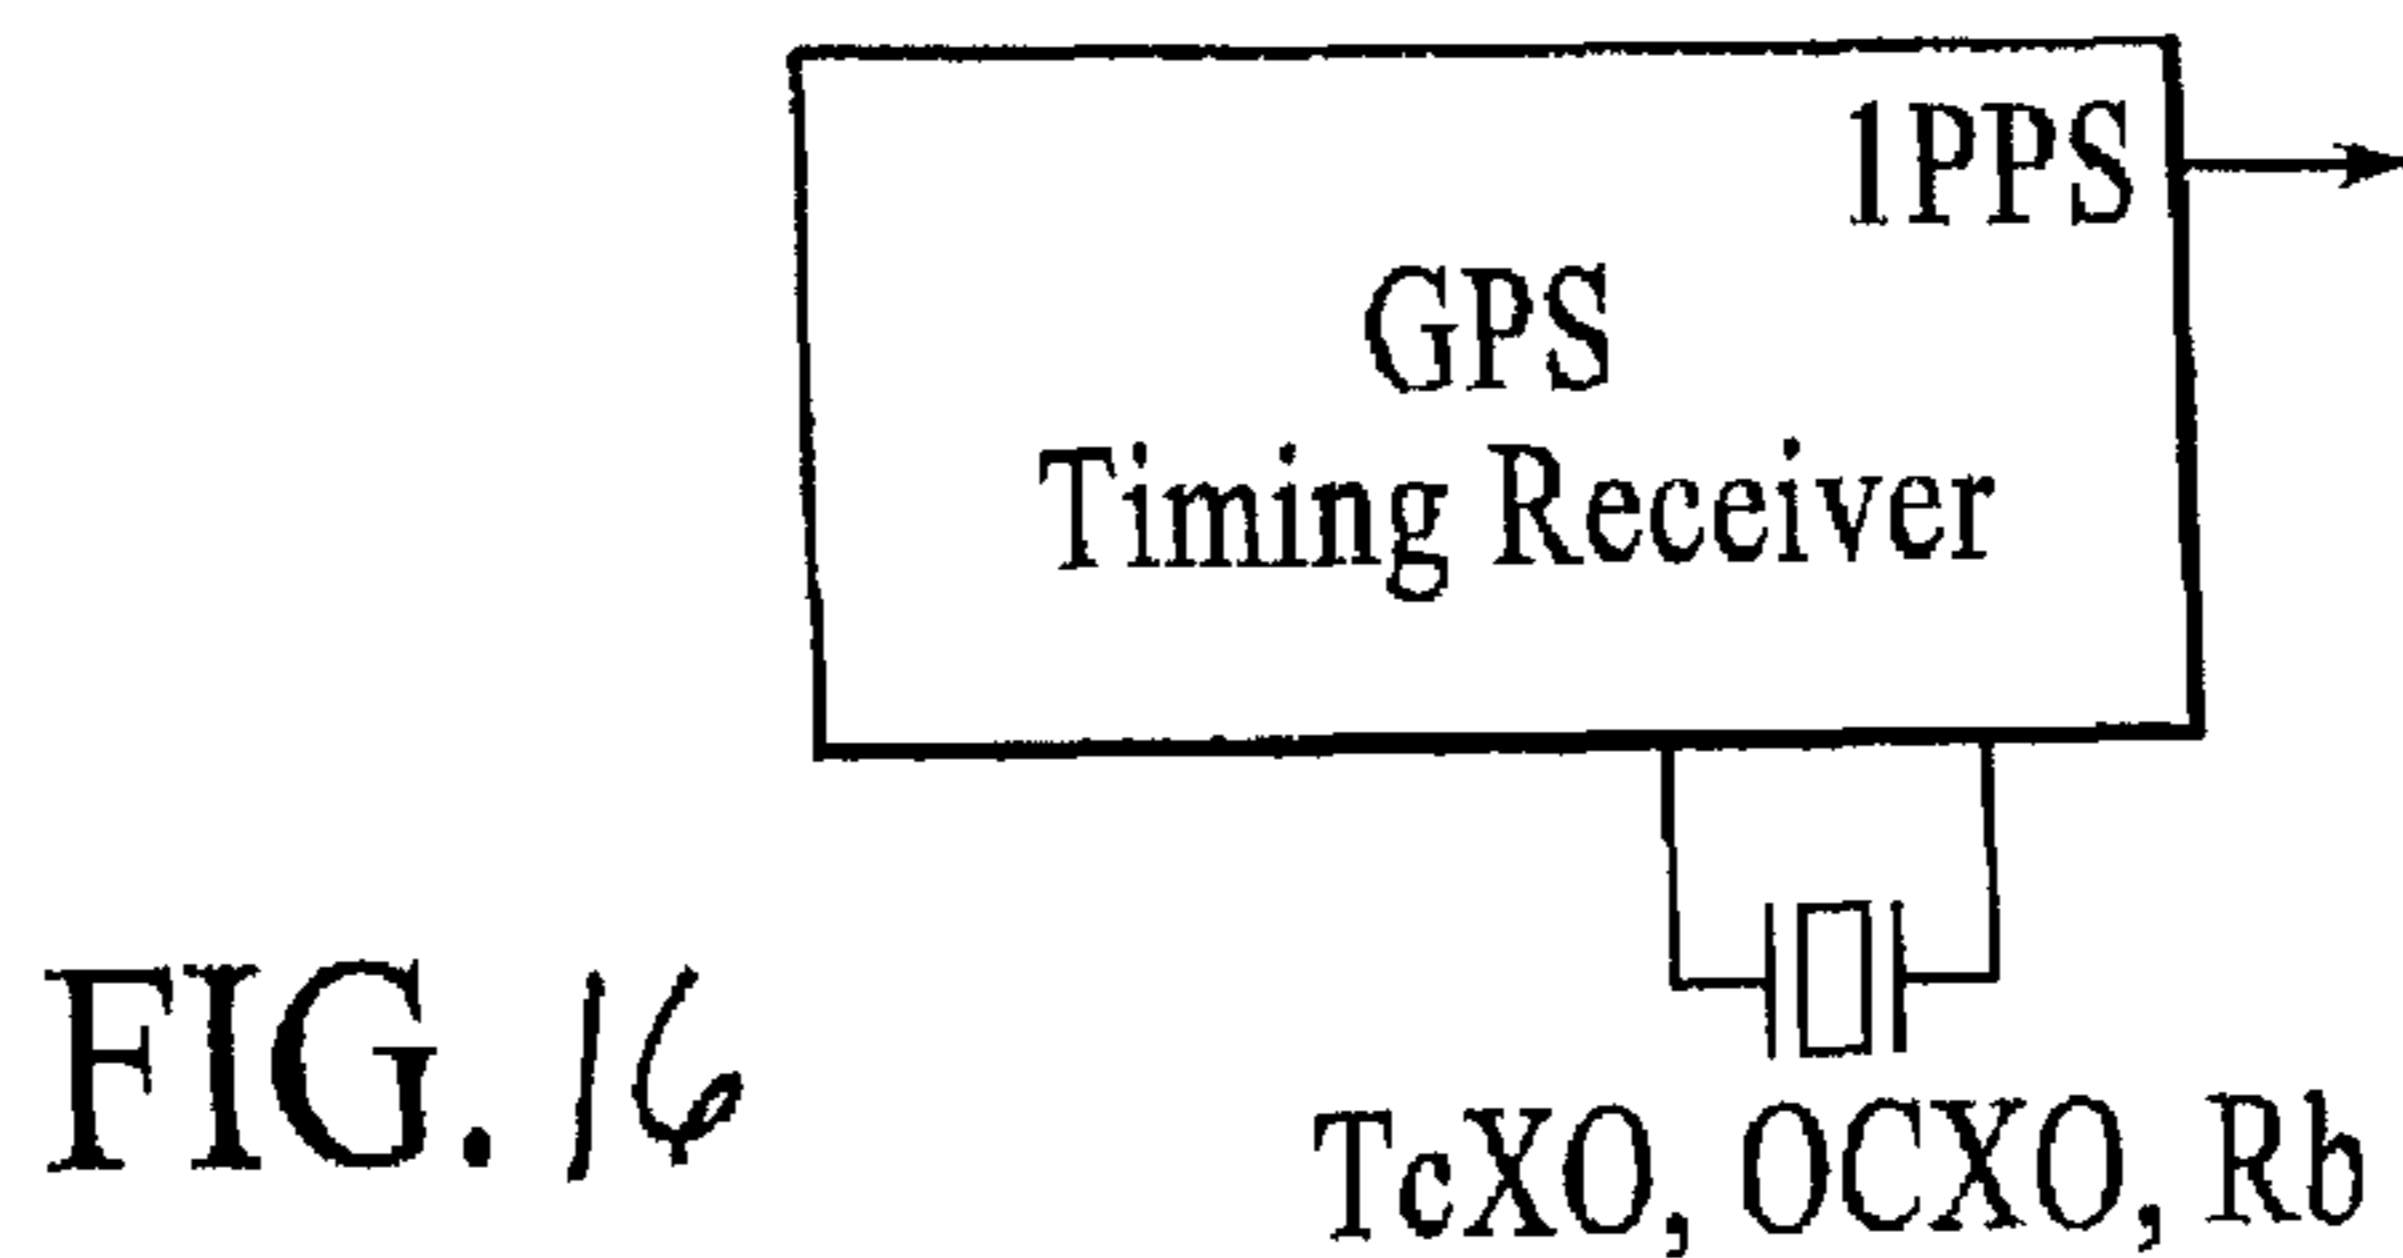 1PPS
GPS
Timing Receiver
FIG. 16
TcXO, OCXO, Rb